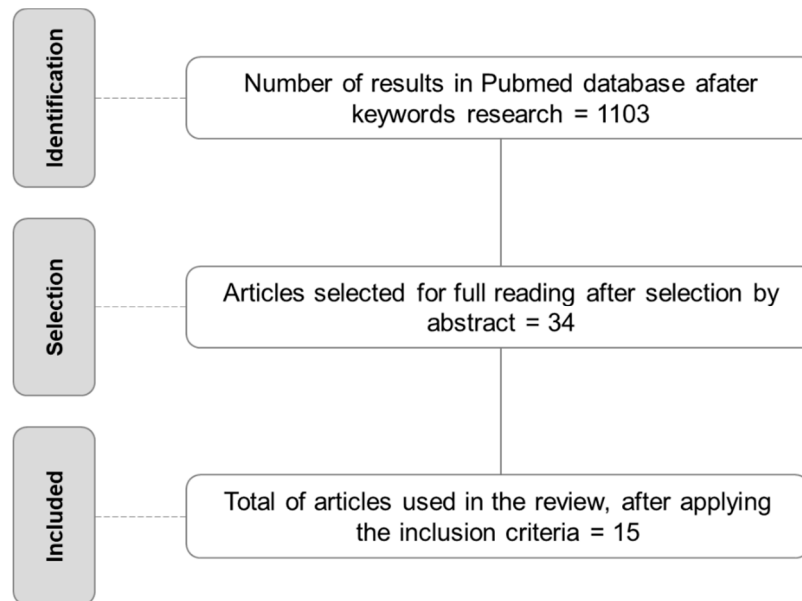 Identification
Number of results in Pubmed database afater
keywords research = 1103
Selection
Articles selected for full reading after selection by
abstract = 34
Included
Total of articles used in the review, after applying
the inclusion criteria = 15